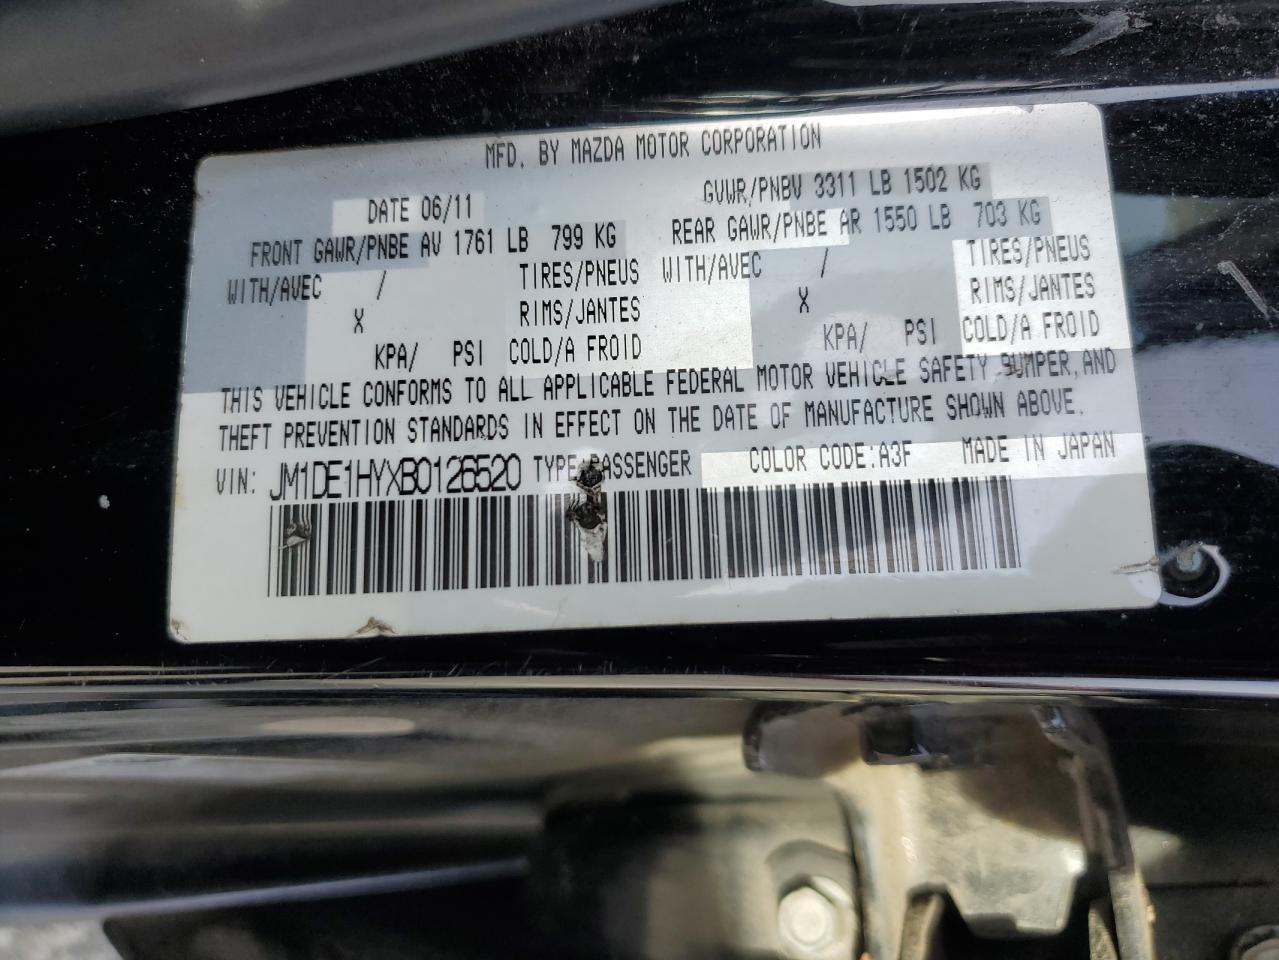 MFD. BY MAZDA MOTOR CORPORATION
DATE 06/11 GVWR/PNBV 3311 LB 1502 KG
FRONT GAWR/PNBE AV 1761 LB 799 KG REAR GAWR/PNBE AR 1550 LB 703 KG
WITH/AVEC / TIRES/PNEUS WITH/AVEC / TIRES/PNEUS
X RIMS/JANTES X RIMS/JANTES
KPA/ PSI COLD/A FROID KPA/ PSI COLD/A FROID
THIS VEHICLE CONFORMS TO ALL APPLICABLE FEDERAL MOTOR VEHICLE SAFETY, BUMPER, AND
THEFT PREVENTION STANDARDS IN EFFECT ON THE DATE OF MANUFACTURE SHOWN ABOVE.
VIN: JM1DE1HYXB0126520 TYPE:PASSENGER COLOR CODE:A3F MADE IN JAPAN